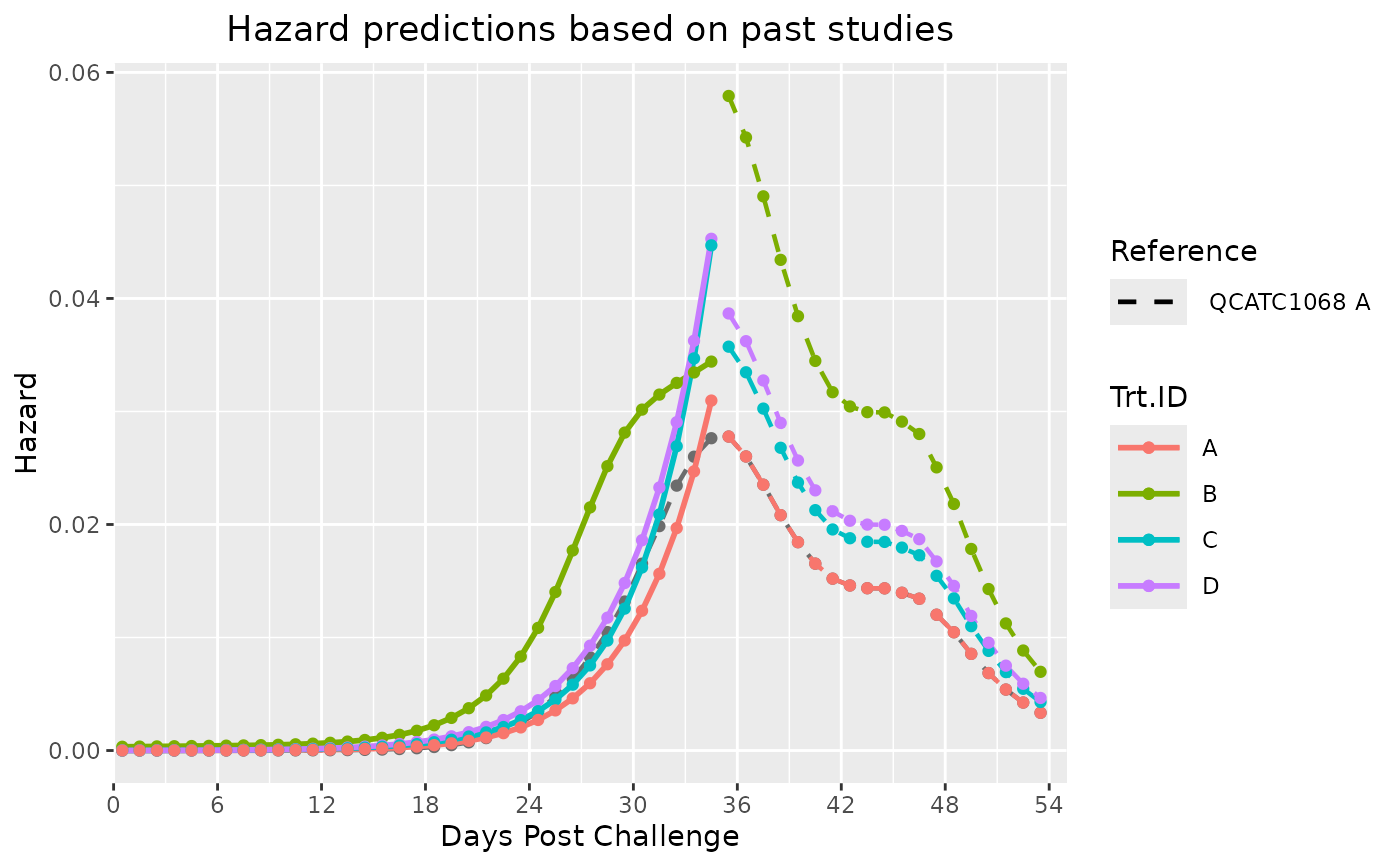 Hazard predictions based on past studies
0.06
0.04
0.02
0.00
Hazard
0 6 12 18 24 30 36 42 48 54
Days Post Challenge
Reference
QCATC1068 A
Trt.ID
A
B
C
D